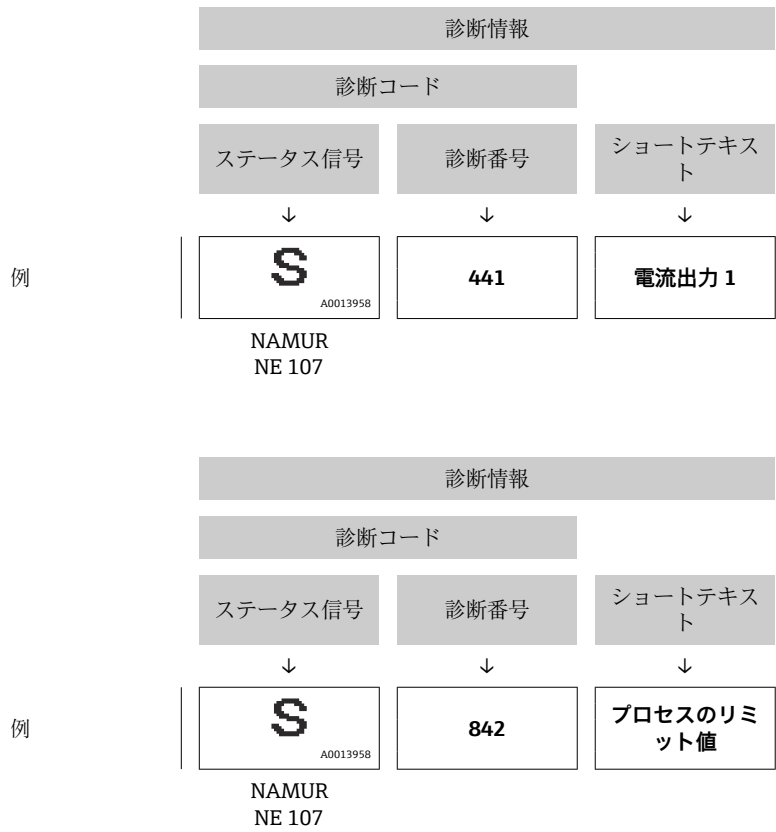 診断情報
診断コード
ステータス信号 診断番号 ショートテキス
ト
↓ ↓ ↓
例 S 441 電流出力 1
A0013958
NAMUR
NE 107
診断情報
診断コード
ステータス信号 診断番号 ショートテキス
ト
↓ ↓ ↓
例 S 842 プロセスのリミ
ット値
A0013958
NAMUR
NE 107